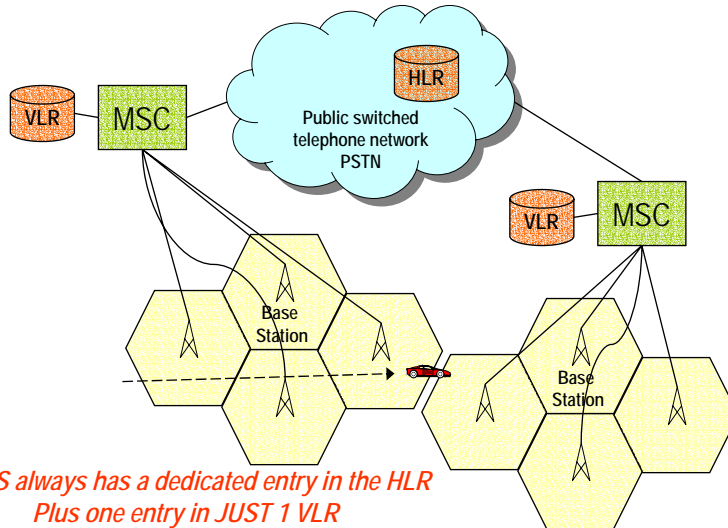 HLR
VLR
MSC
Public switched
telephone network
PSTN
MSC
VLR
Base
Station
Base
Station
S always has a dedicated entry in the HLR
Plus one entry in JUST 1 VLR